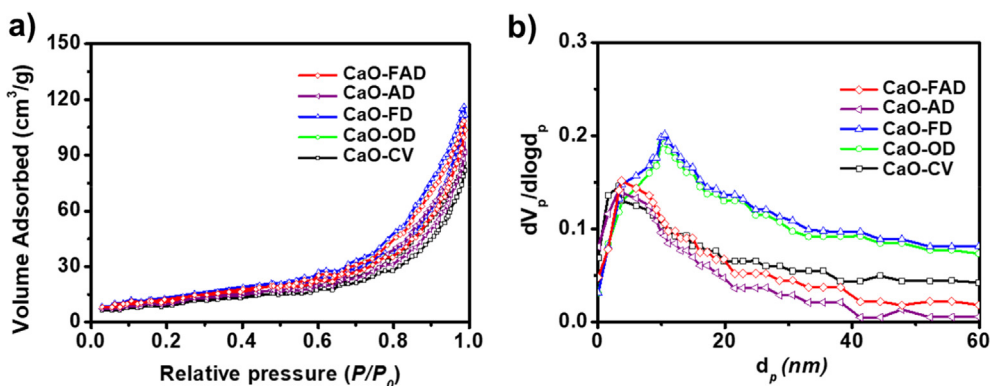 a)
Volume Adsorbed (cm³/g)
150
120
90
60
30
0
CaO-FAD
CaO-AD
CaO-FD
CaO-OD
CaO-CV
0.0 0.2 0.4 0.6 0.8 1.0
Relative pressure (P/P₀)
b)
dVₚ/dlogdₚ
0.3
0.2
0.1
0.0
CaO-FAD
CaO-AD
CaO-FD
CaO-OD
CaO-CV
0 20 40 60
dₚ (nm)